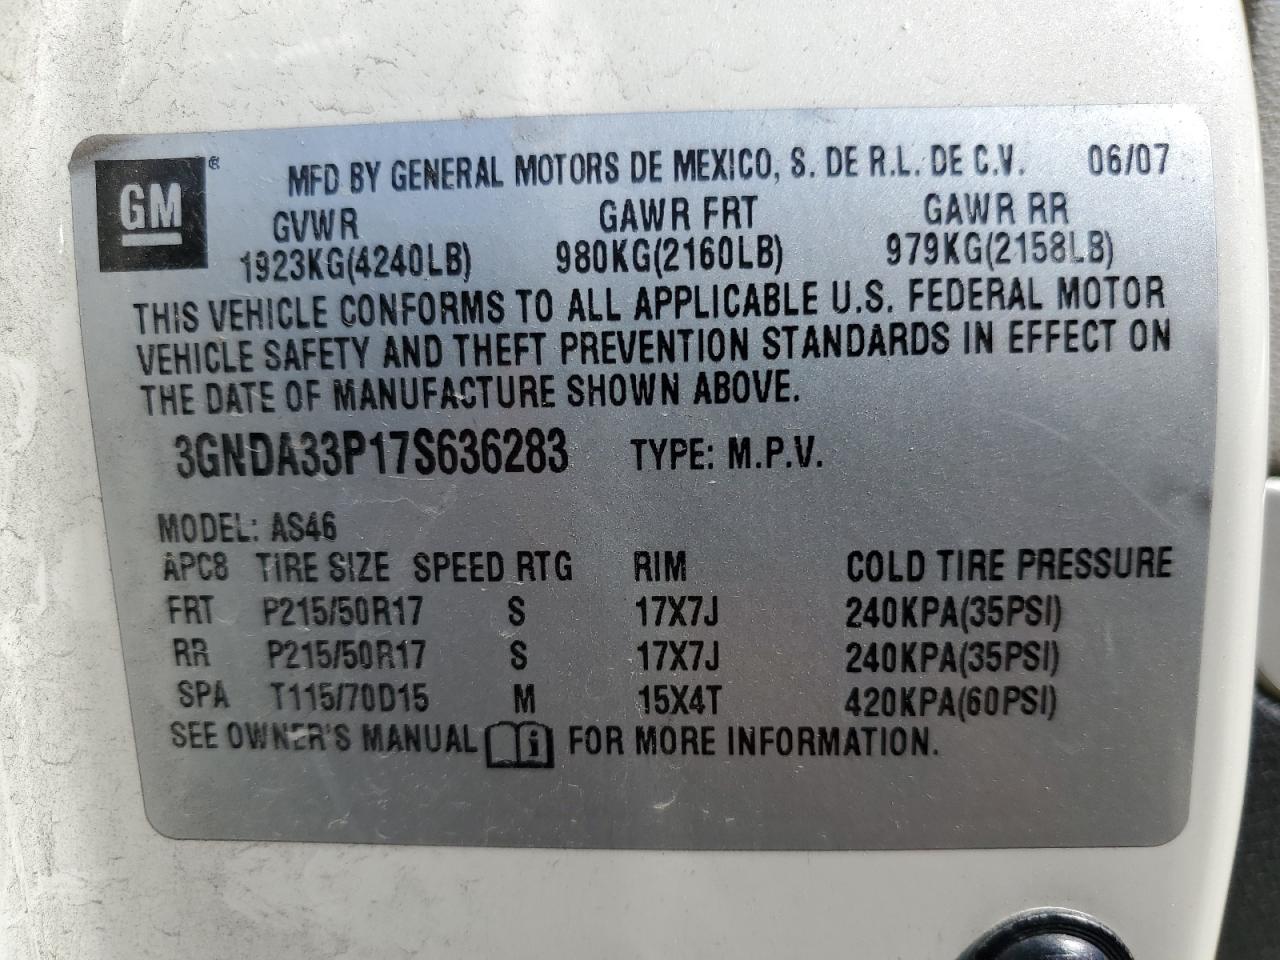 GM ® MFD BY GENERAL MOTORS DE MEXICO, S. DE R.L. DE C.V. 06/07
GVWR GAWR FRT GAWR RR
1923KG(4240LB) 980KG(2160LB) 979KG(2158LB)
THIS VEHICLE CONFORMS TO ALL APPLICABLE U.S. FEDERAL MOTOR
VEHICLE SAFETY AND THEFT PREVENTION STANDARDS IN EFFECT ON
THE DATE OF MANUFACTURE SHOWN ABOVE.
3GNDA33P17S636283 TYPE: M.P.V.
MODEL: AS46
APC8 TIRE SIZE SPEED RTG RIM COLD TIRE PRESSURE
FRT P215/50R17 S 17X7J 240KPA(35PSI)
RR P215/50R17 S 17X7J 240KPA(35PSI)
SPA T115/70D15 M 15X4T 420KPA(60PSI)
SEE OWNER'S MANUAL i FOR MORE INFORMATION.